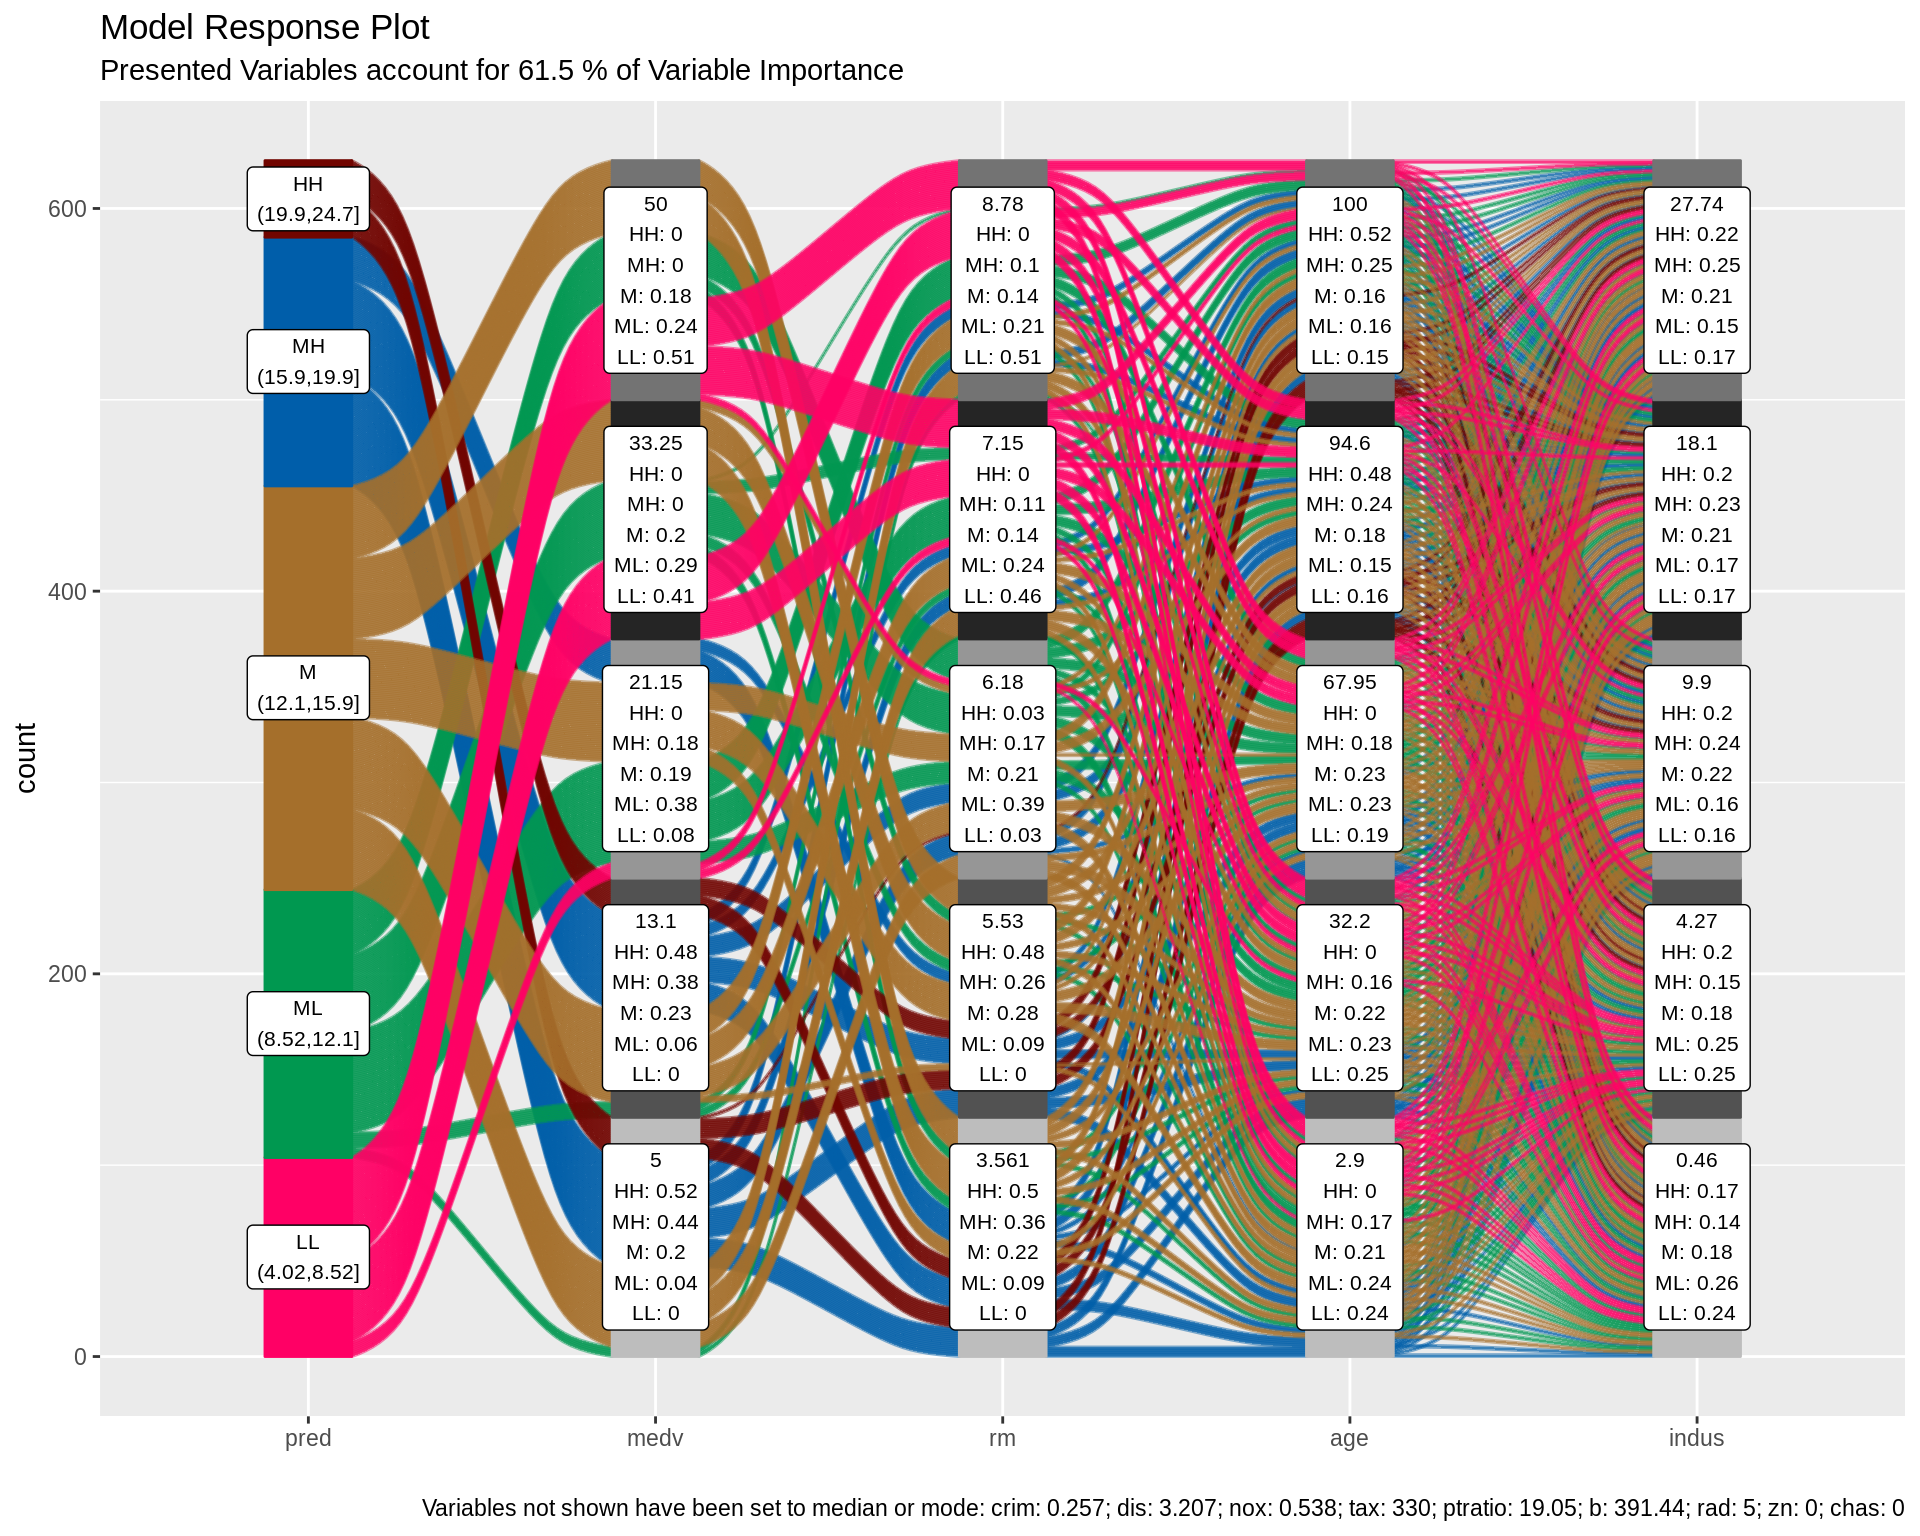 Model Response Plot
Presented Variables account for 61.5 % of Variable Importance
count
600
400
200
0
HH
(19.9,24.7]
MH
(15.9,19.9]
M
(12.1,15.9]
ML
(8.52,12.1]
LL
(4.02,8.52]
50
HH: 0
MH: 0
M: 0.18
ML: 0.24
LL: 0.51
33.25
HH: 0
MH: 0
M: 0.2
ML: 0.29
LL: 0.41
21.15
HH: 0
MH: 0.18
M: 0.19
ML: 0.38
LL: 0.08
13.1
HH: 0.48
MH: 0.38
M: 0.23
ML: 0.06
LL: 0
5
HH: 0.52
MH: 0.44
M: 0.2
ML: 0.04
LL: 0
8.78
HH: 0
MH: 0.1
M: 0.14
ML: 0.21
LL: 0.51
7.15
HH: 0
MH: 0.11
M: 0.14
ML: 0.24
LL: 0.46
6.18
HH: 0.03
MH: 0.17
M: 0.21
ML: 0.39
LL: 0.03
5.53
HH: 0.48
MH: 0.26
M: 0.28
ML: 0.09
LL: 0
3.561
HH: 0.5
MH: 0.36
M: 0.22
ML: 0.09
LL: 0
100
HH: 0.52
MH: 0.25
M: 0.16
ML: 0.16
LL: 0.15
94.6
HH: 0.48
MH: 0.24
M: 0.18
ML: 0.15
LL: 0.16
67.95
HH: 0
MH: 0.18
M: 0.23
ML: 0.23
LL: 0.19
32.2
HH: 0
MH: 0.16
M: 0.22
ML: 0.23
LL: 0.25
2.9
HH: 0
MH: 0.17
M: 0.21
ML: 0.24
LL: 0.24
27.74
HH: 0.22
MH: 0.25
M: 0.21
ML: 0.15
LL: 0.17
18.1
HH: 0.2
MH: 0.23
M: 0.21
ML: 0.17
LL: 0.17
9.9
HH: 0.2
MH: 0.24
M: 0.22
ML: 0.16
LL: 0.16
4.27
HH: 0.2
MH: 0.15
M: 0.18
ML: 0.25
LL: 0.25
0.46
HH: 0.17
MH: 0.14
M: 0.18
ML: 0.26
LL: 0.24
pred medv rm age indus
Variables not shown have been set to median or mode: crim: 0.257; dis: 3.207; nox: 0.538; tax: 330; ptratio: 19.05; b: 391.44; rad: 5; zn: 0; chas: 0